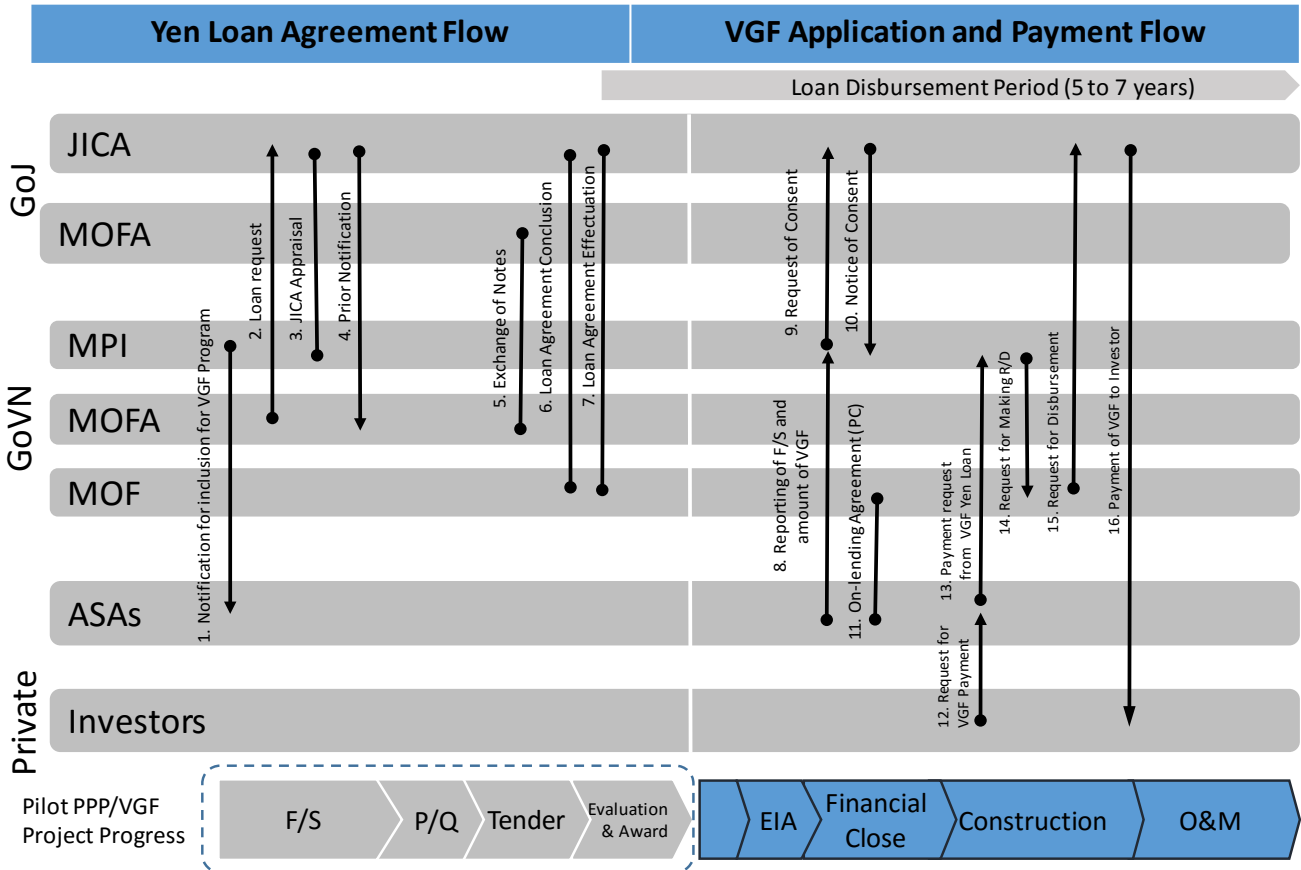 Yen Loan Agreement Flow
VGF Application and Payment Flow
Loan Disbursement Period (5 to 7 years)
GoJ
JICA
MOFA
GoVN
MPI
MOFA
MOF
ASAs
Private
Investors
1. Notification for inclusion for VGF Program
2. Loan request
3. JICA Appraisal
4. Prior Notification
5. Exchange of Notes
6. Loan Agreement Conclusion
7. Loan Agreement Effectuation
8. Reporting of F/S and
amount of VGF
9. Request of Consent
10. Notice of Consent
11. On-lending Agreement (PC)
12. Request for
VGF Payment
13. Payment request
from VGF Yen Loan
14. Request for Making R/D
15. Request for Disbursement
16. Payment of VGF to Investor
Pilot PPP/VGF
Project Progress
F/S
P/Q
Tender
Evaluation
& Award
EIA
Financial
Close
Construction
O&M